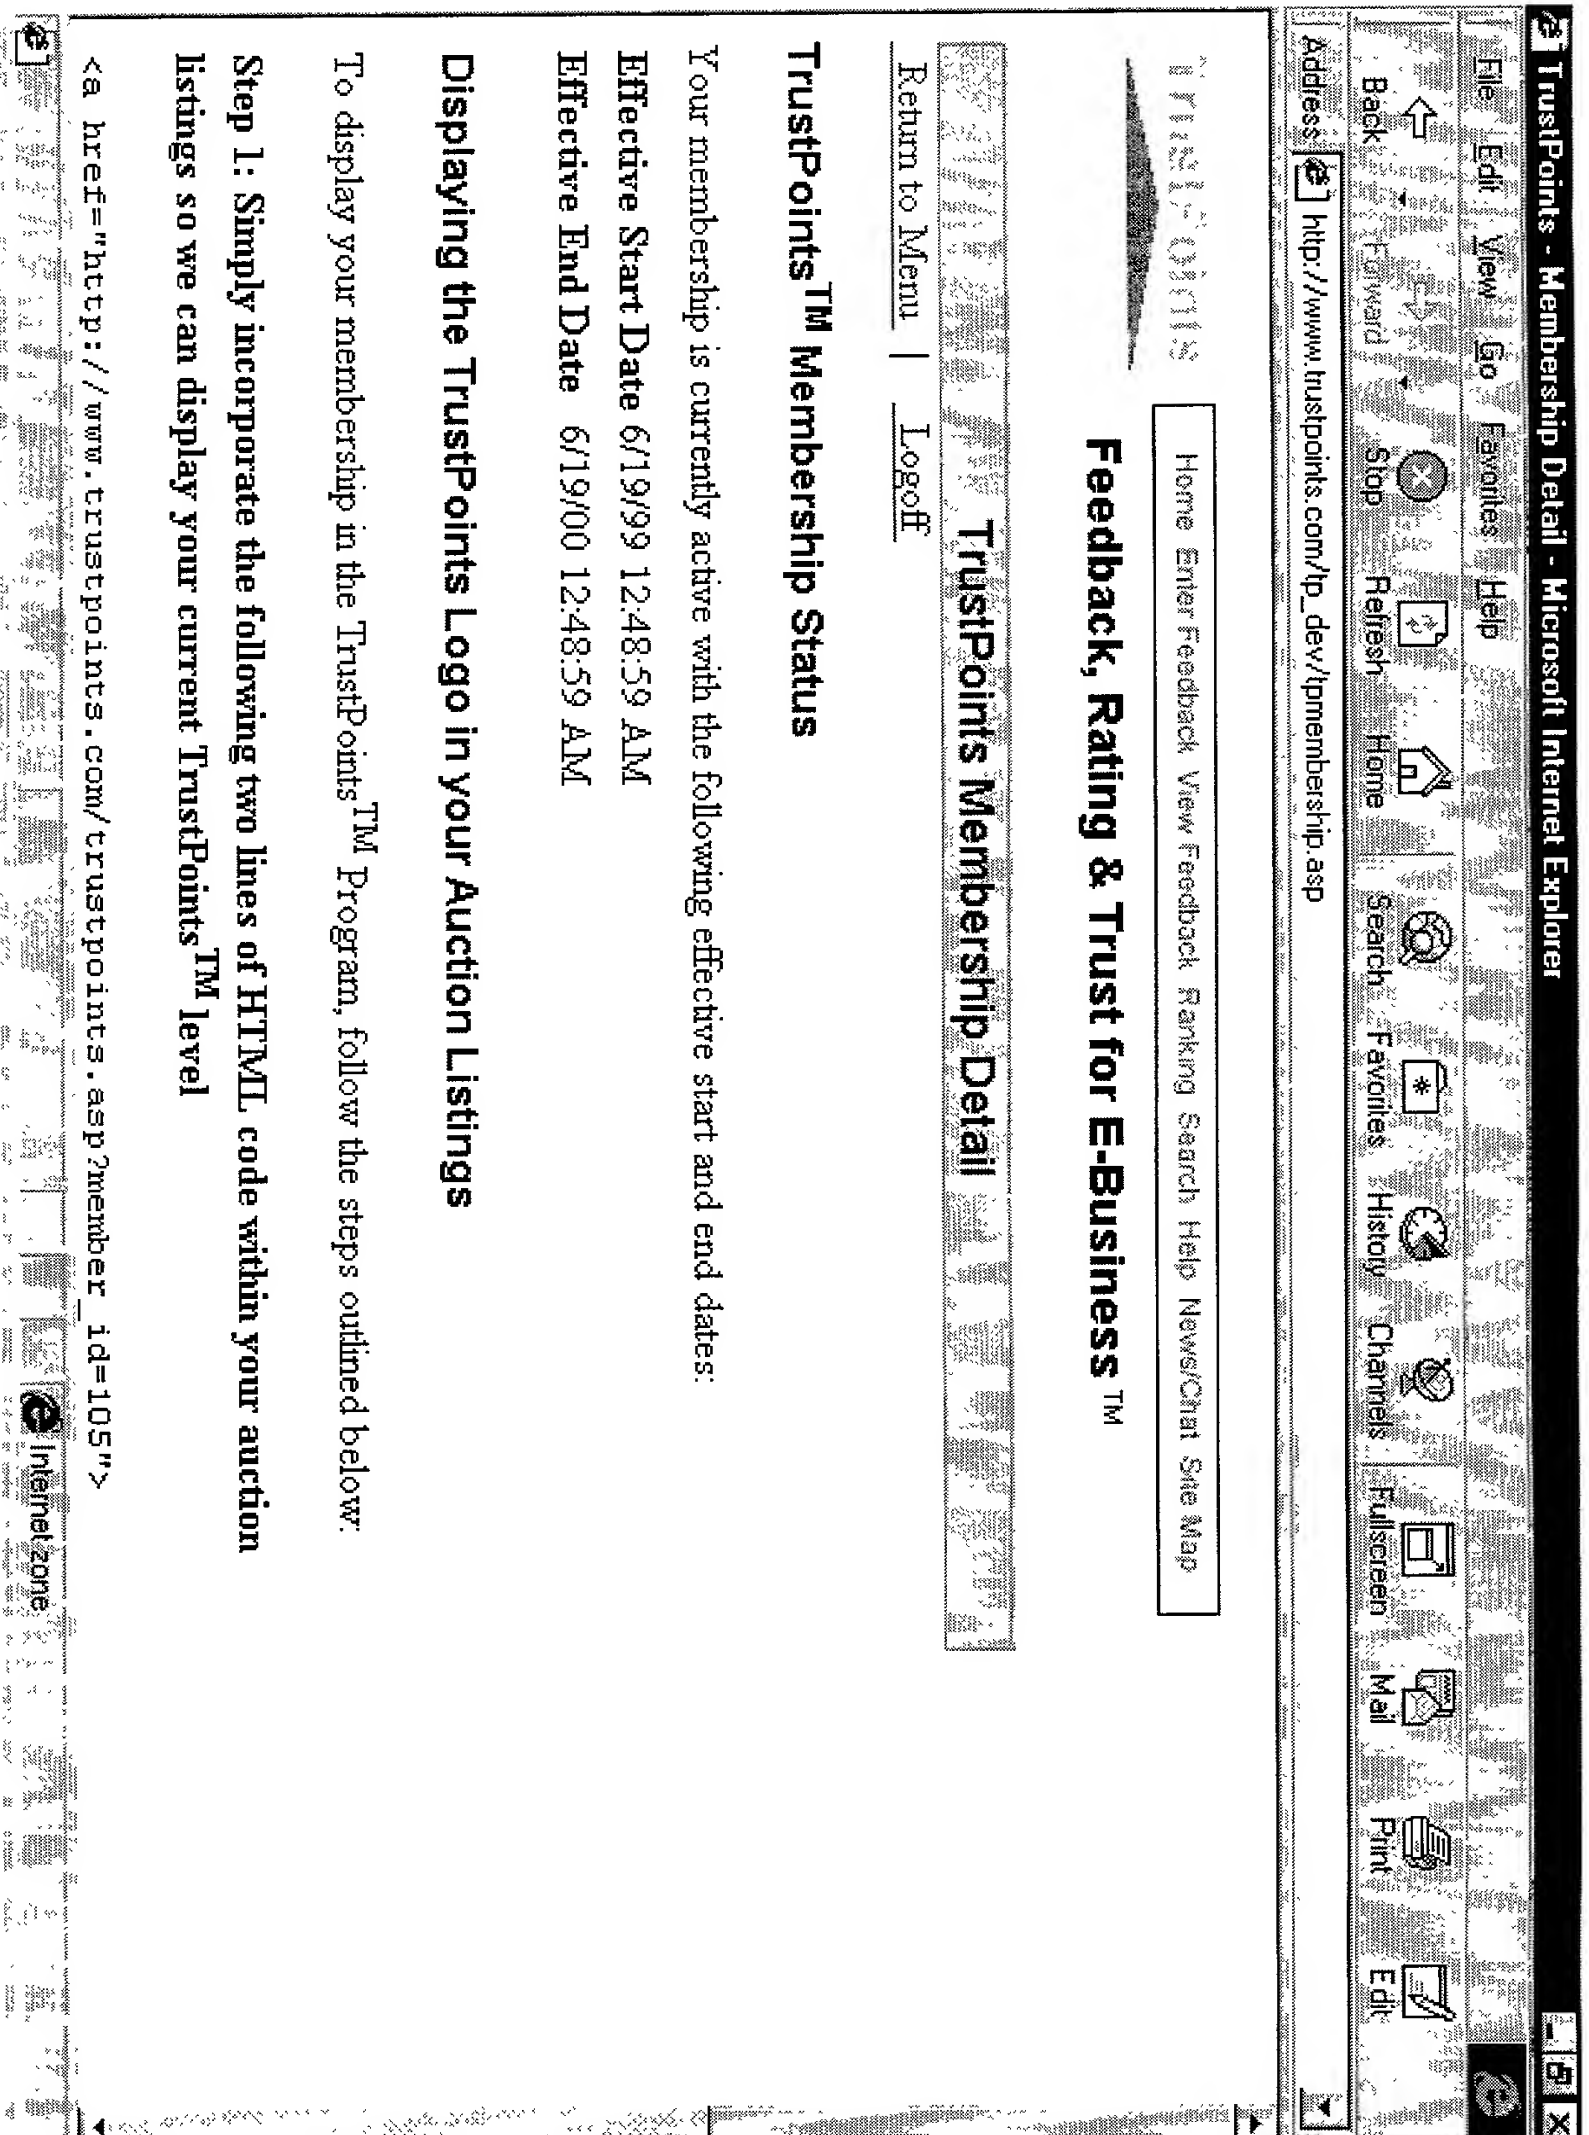 TrustPoints - Membership Detail - Microsoft Internet Explorer
File Edit View Go Favorites Help
Back Forward Stop Refresh Home Search Favorites History Channels Fullscreen Mail Print Edit
Address http://www.trustpoints.com/tp_dev/tpmembership.asp
TrustPoints
Home Enter Feedback View Feedback Ranking Search Help News/Chat Site Map
Feedback, Rating & Trust for E-Business™
TrustPoints Membership Detail
Return to Menu | Logoff
TrustPoints™ Membership Status
Your membership is currently active with the following effective start and end dates:
Effective Start Date 6/19/99 12:48:59 AM
Effective End Date 6/19/00 12:48:59 AM
Displaying the TrustPoints Logo in your Auction Listings
To display your membership in the TrustPoints™ Program, follow the steps outlined below:
Step 1: Simply incorporate the following two lines of HTML code within your auction
listings so we can display your current TrustPoints™ level
<a href="http://www.trustpoints.com/trustpoints.asp?member_id=105">
Internet zone